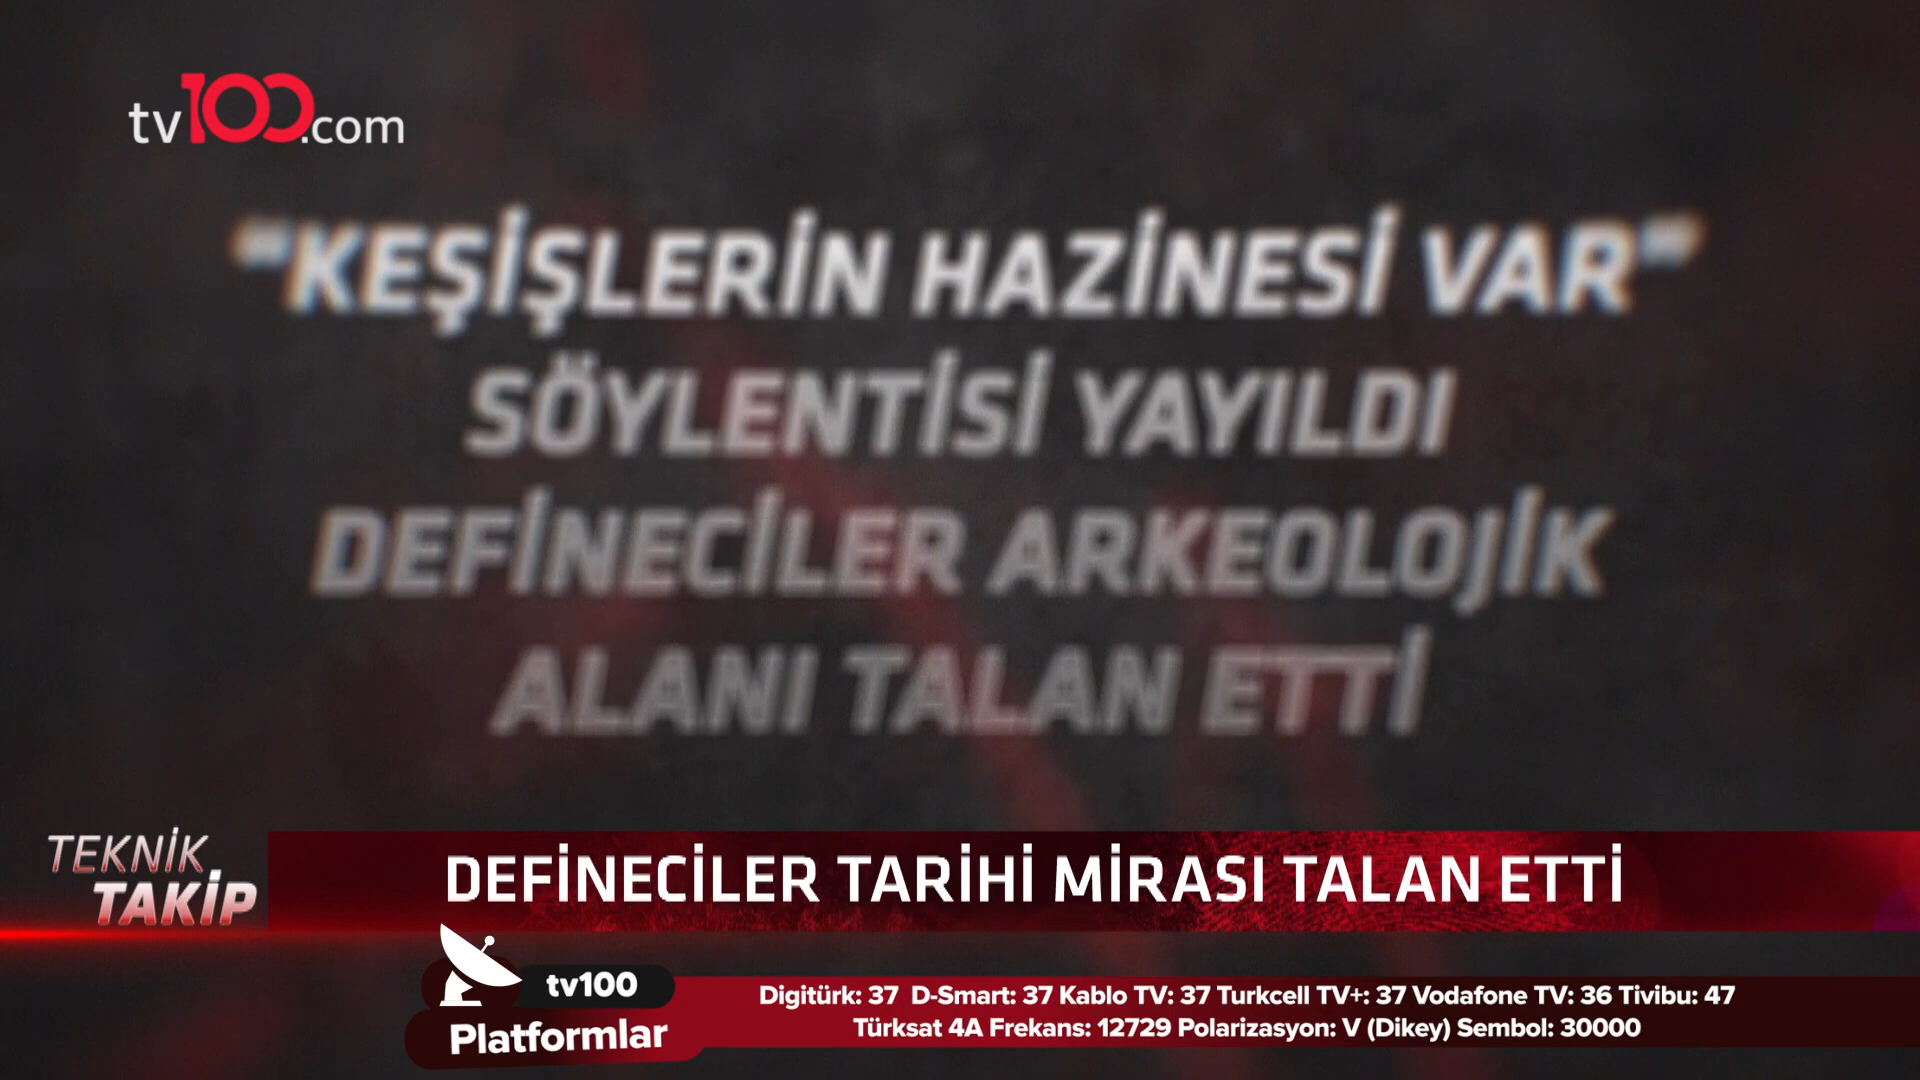 tv100.com
"KEŞİŞLERİN HAZİNESİ VAR"
SÖYLENTİSİ YAYILDI
DEFİNECİLER ARKEOLOJİK
ALANI TALAN ETTİ
TEKNİK
TAKİP
DEFİNECİLER TARİHİ MİRASI TALAN ETTİ
tv100
Platformlar
Digitürk: 37 D-Smart: 37 Kablo TV: 37 Turkcell TV+: 37 Vodafone TV: 36 Tivibu: 47
Türksat 4A Frekans: 12729 Polarizasyon: V (Dikey) Sembol: 30000